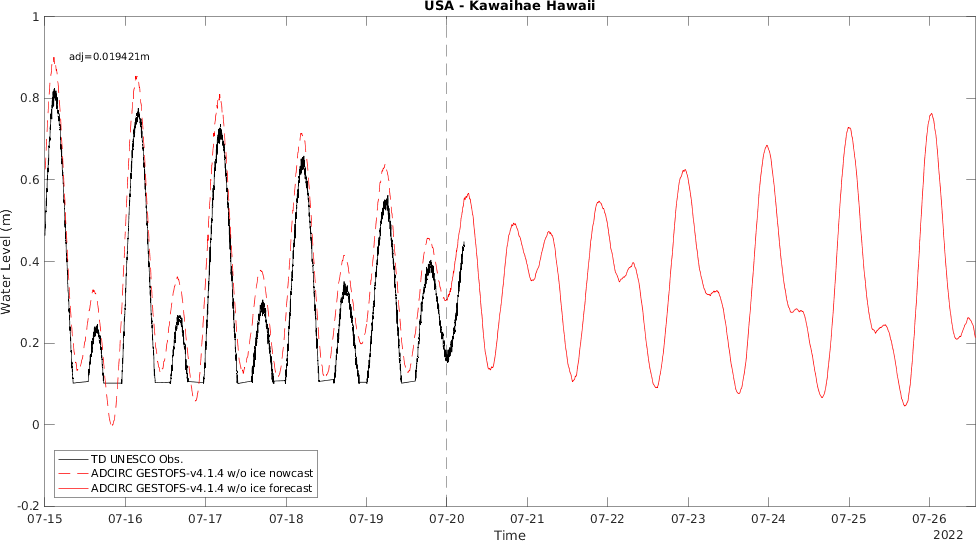 USA - Kawaihae Hawaii
adj=0.019421m
Water Level (m)
1
0.8
0.6
0.4
0.2
0
-0.2
TD UNESCO Obs.
ADCIRC GESTOFS-v4.1.4 w/o ice nowcast
ADCIRC GESTOFS-v4.1.4 w/o ice forecast
07-15 07-16 07-17 07-18 07-19 07-20 07-21 07-22 07-23 07-24 07-25 07-26
Time
2022